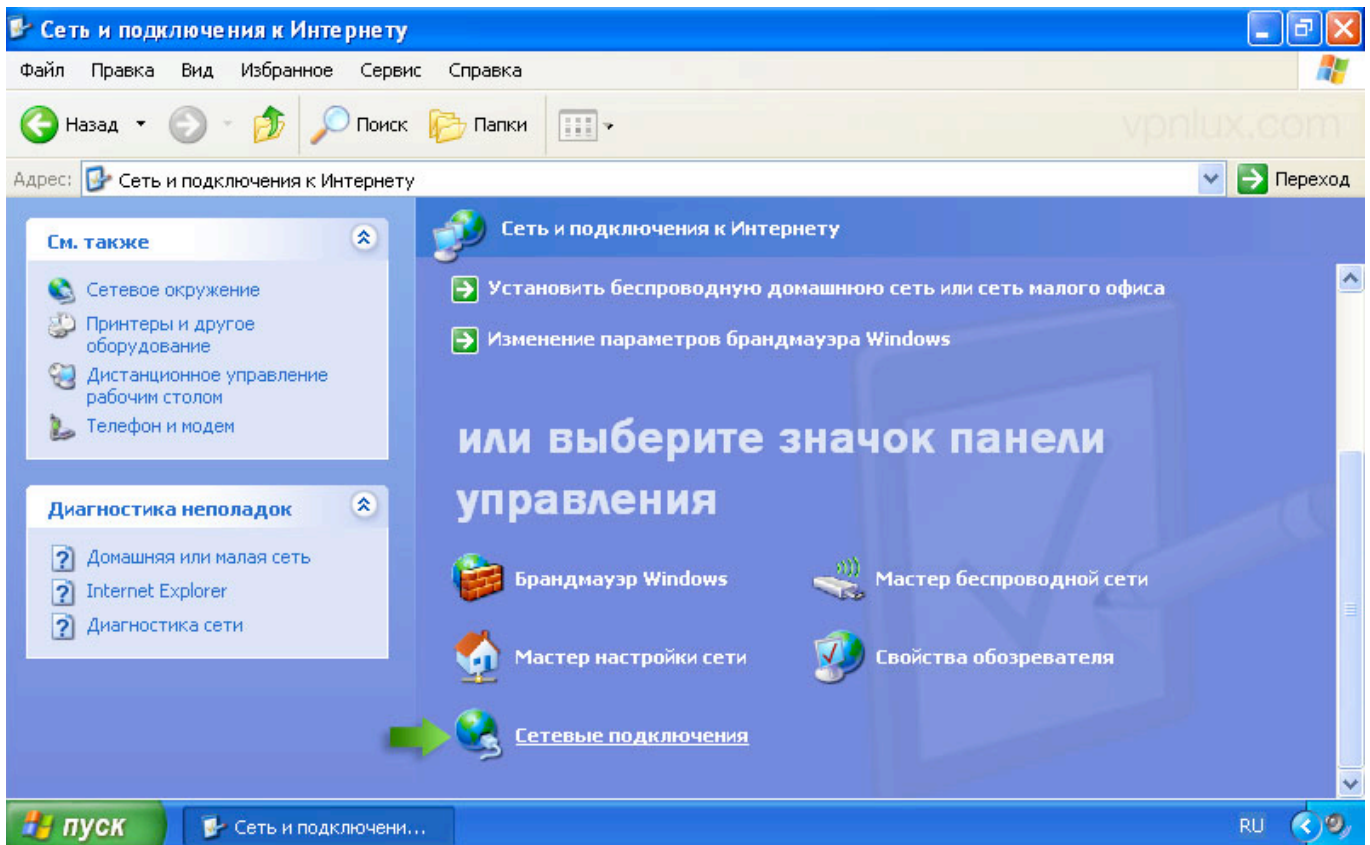 Сеть и подключения к Интернету
Файл Правка Вид Избранное Сервис Справка
Назад Поиск Папки
vpnlux.com
Адрес: Сеть и подключения к Интернету Переход
См. также
Сетевое окружение
Принтеры и другое
оборудование
Дистанционное управление
рабочим столом
Телефон и модем
Диагностика неполадок
Домашняя или малая сеть
Internet Explorer
Диагностика сети
Сеть и подключения к Интернету
Установить беспроводную домашнюю сеть или сеть малого офиса
Изменение параметров брандмауэра Windows
или выберите значок панели
управления
Брандмауэр Windows
Мастер беспроводной сети
Мастер настройки сети
Свойства обозревателя
Сетевые подключения
пуск
Сеть и подключени...
RU